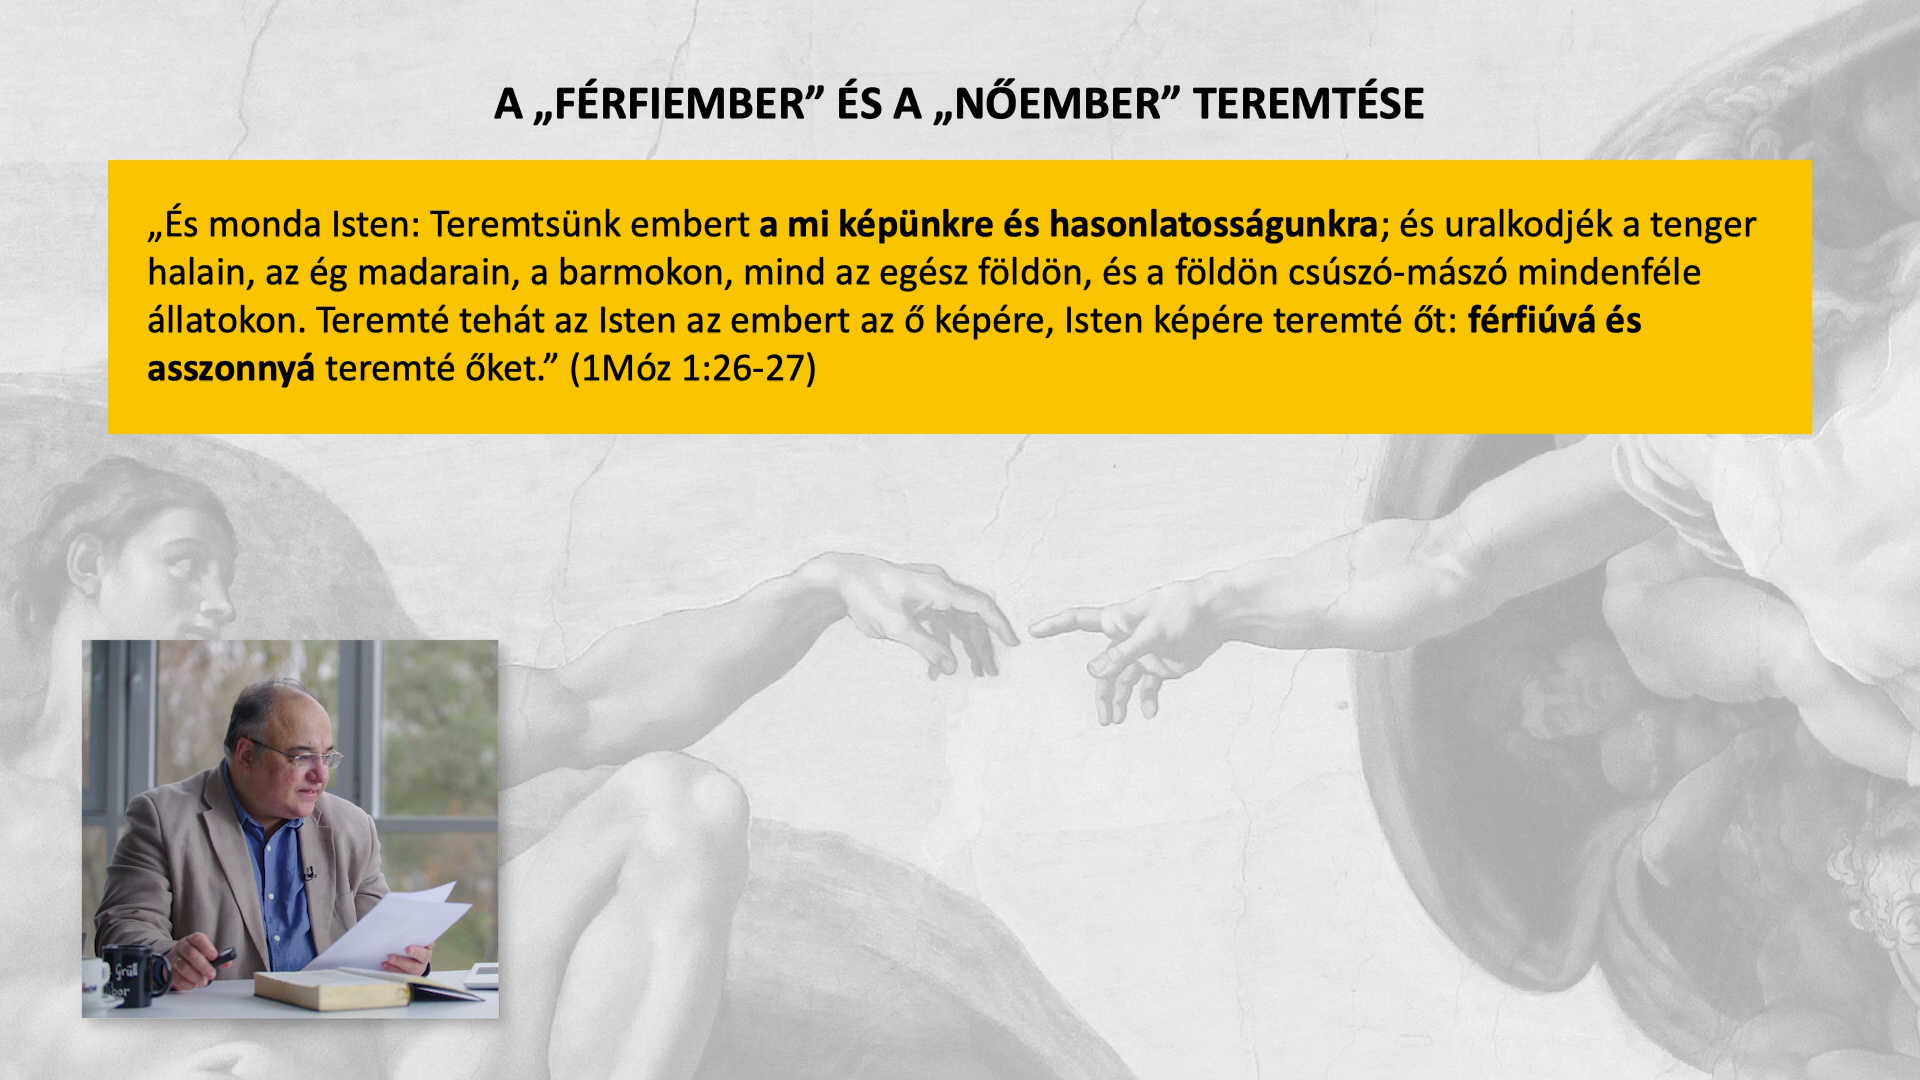 A „FÉRFIEMBER” ÉS A „NŐEMBER” TEREMTÉSE
„És monda Isten: Teremtsünk embert a mi képünkre és hasonlatosságunkra; és uralkodjék a tenger
halain, az ég madarain, a barmokon, mind az egész földön, és a földön csúszó-mászó mindenféle
állatokon. Teremté tehát az Isten az embert az ő képére, Isten képére teremté őt: férfiúvá és
asszonnyá teremté őket.” (1Móz 1:26-27)
Grüll